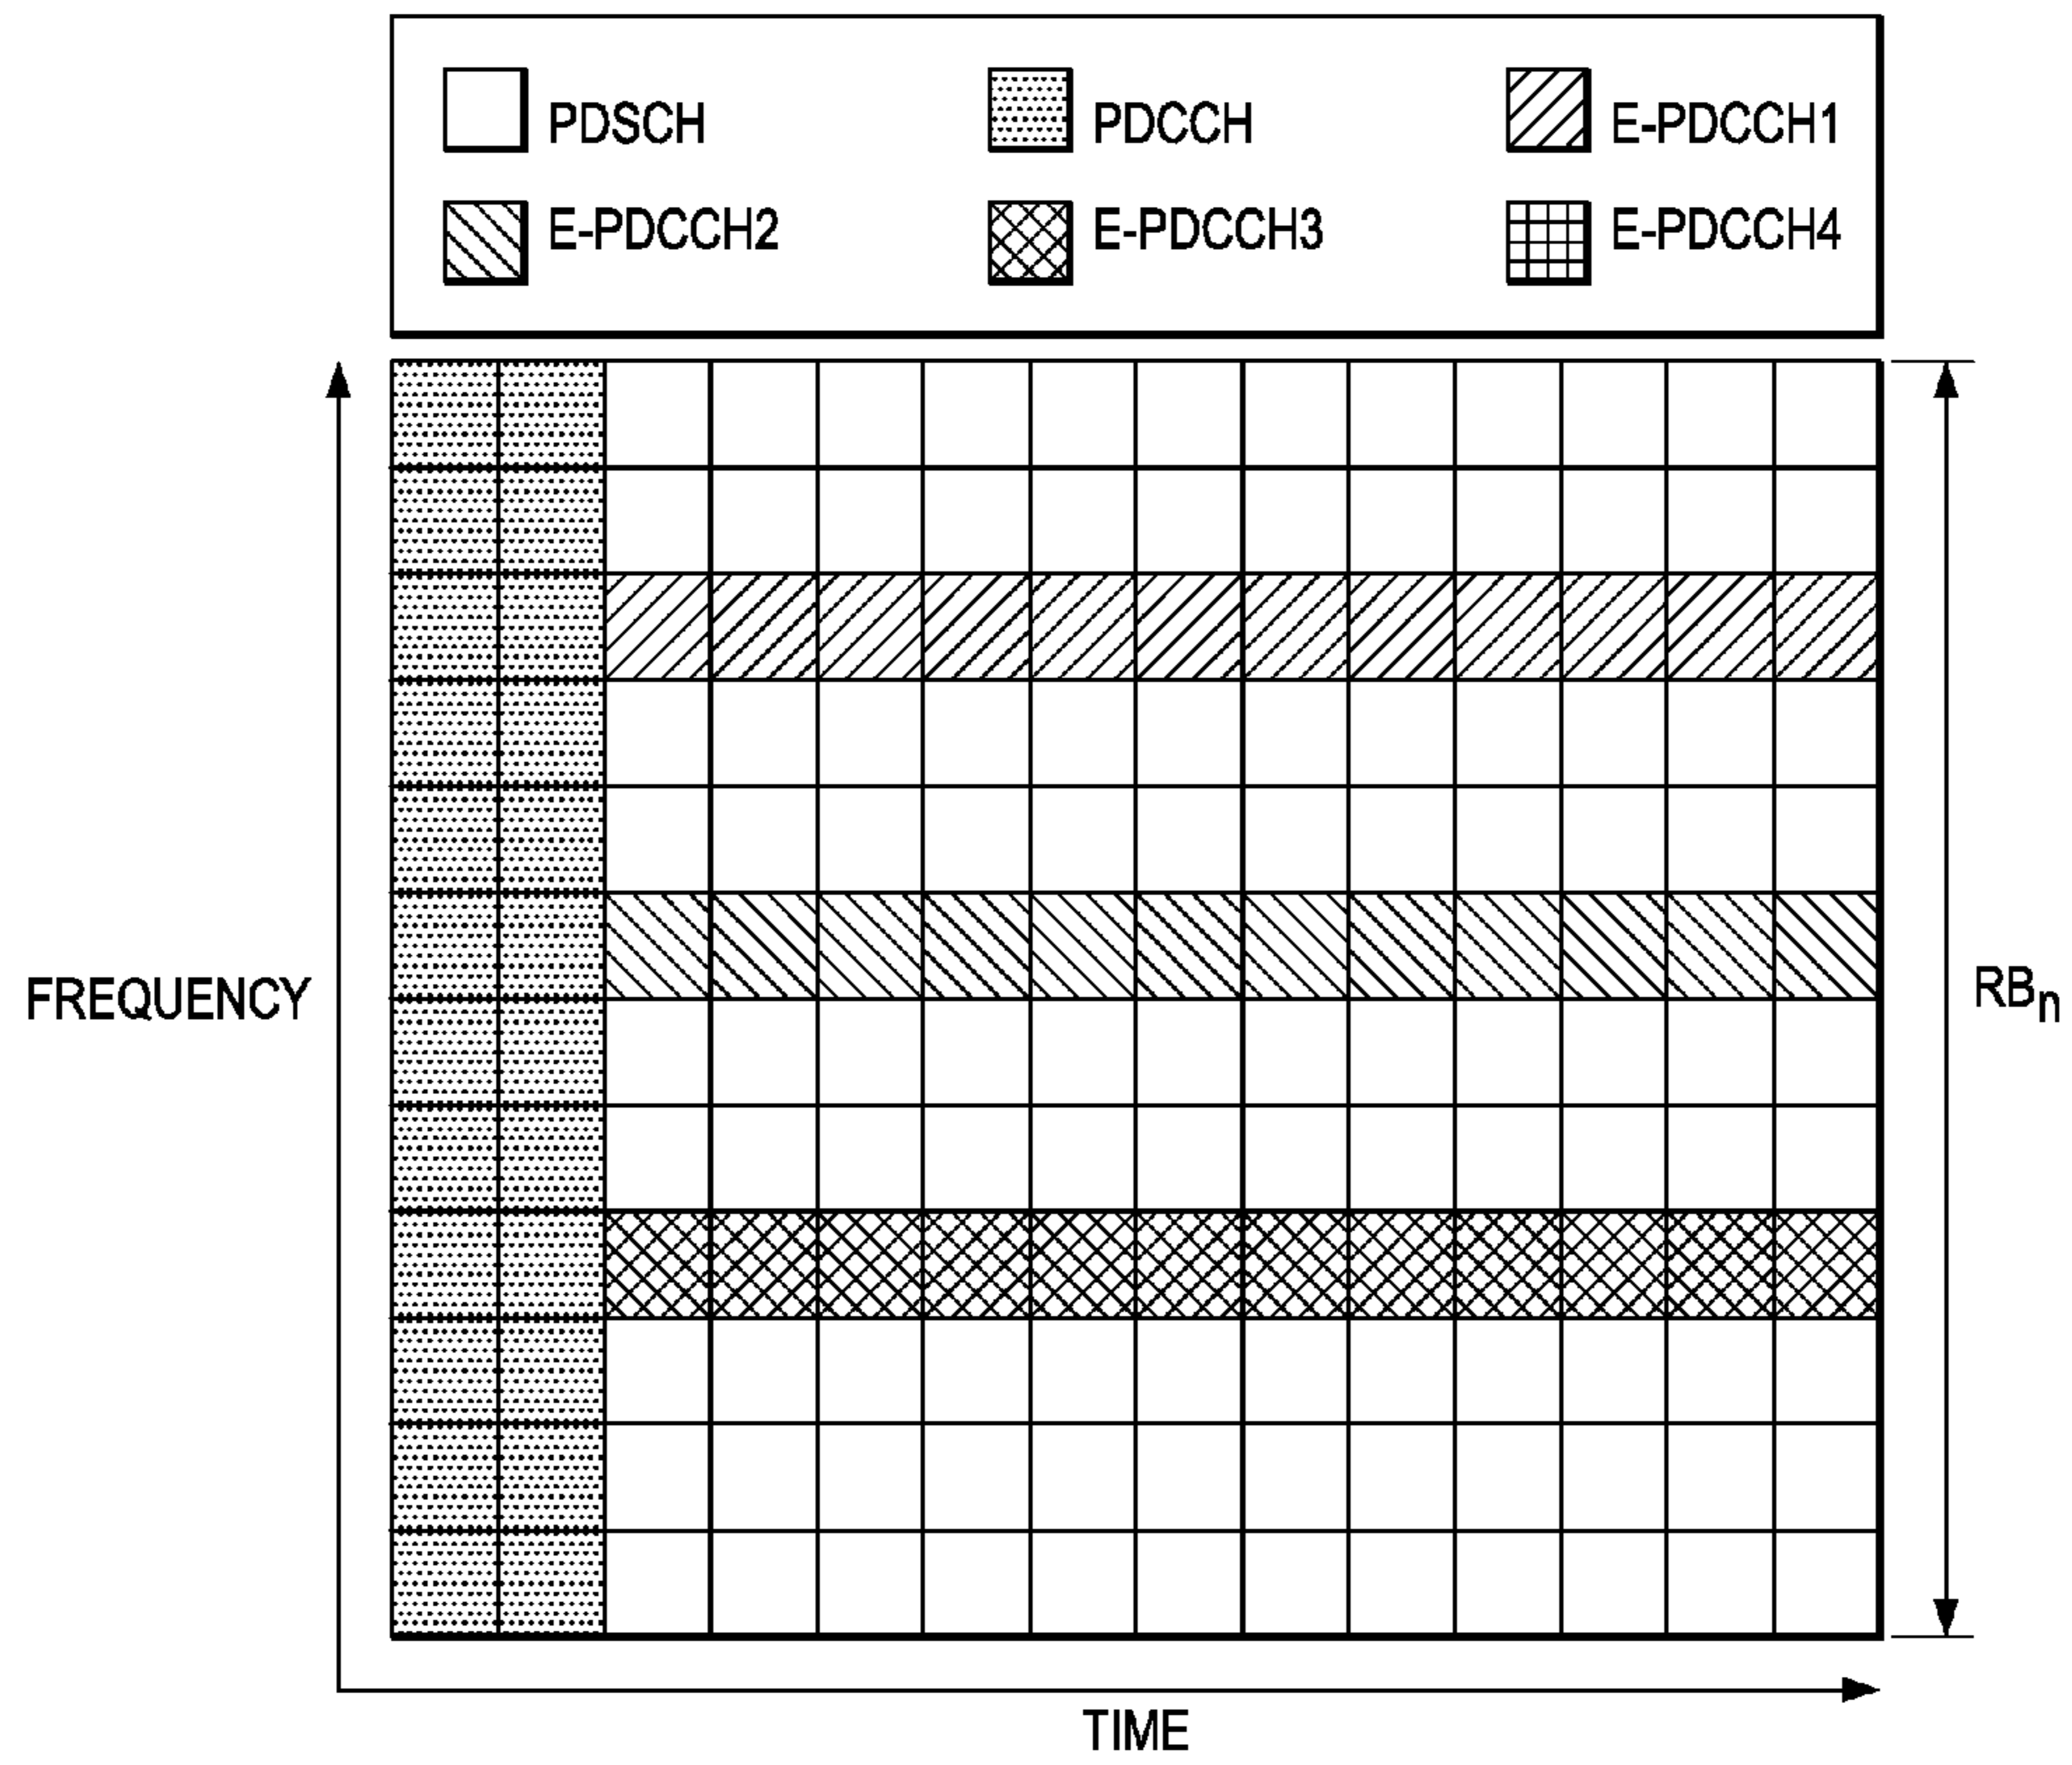 PDSCH PDCCH E-PDCCH1
E-PDCCH2 E-PDCCH3 E-PDCCH4
FREQUENCY
RBn
TIME